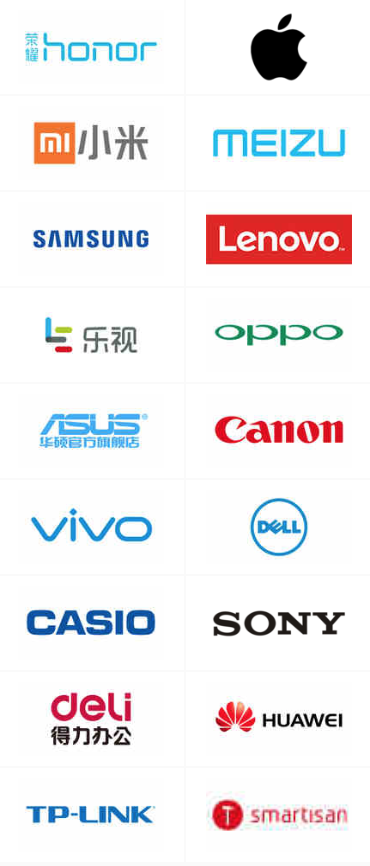 荣耀 honor
mi 小米
MEIZU
SAMSUNG
Lenovo™
乐视
oppo
ASUS®
华硕官方旗舰店
Canon
vivo
DELL
CASIO
SONY
deli
得力办公
HUAWEI
TP-LINK®
T smartisan